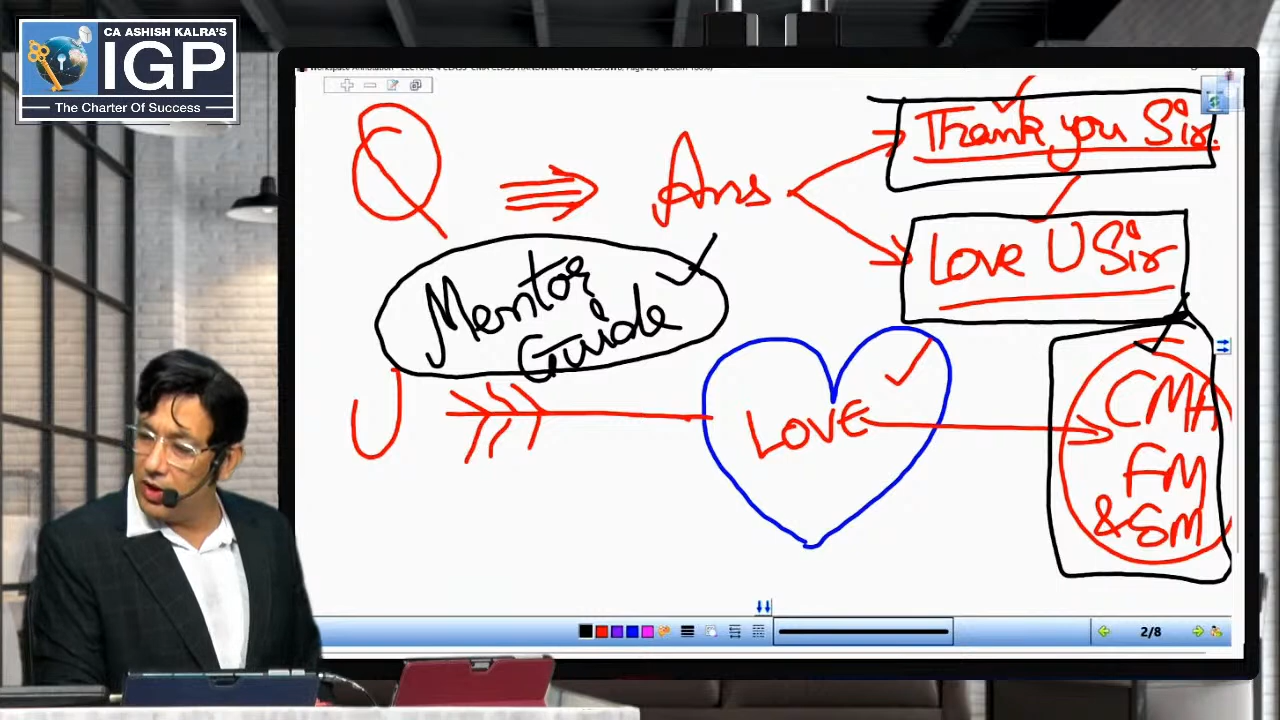 CA ASHISH KALRA'S
IGP
The Charter Of Success
Q
Ans
Thank you Sir.
Love U Sir
Mentor
Guide
U
LOVE
CMA
FM
& SM
2/8